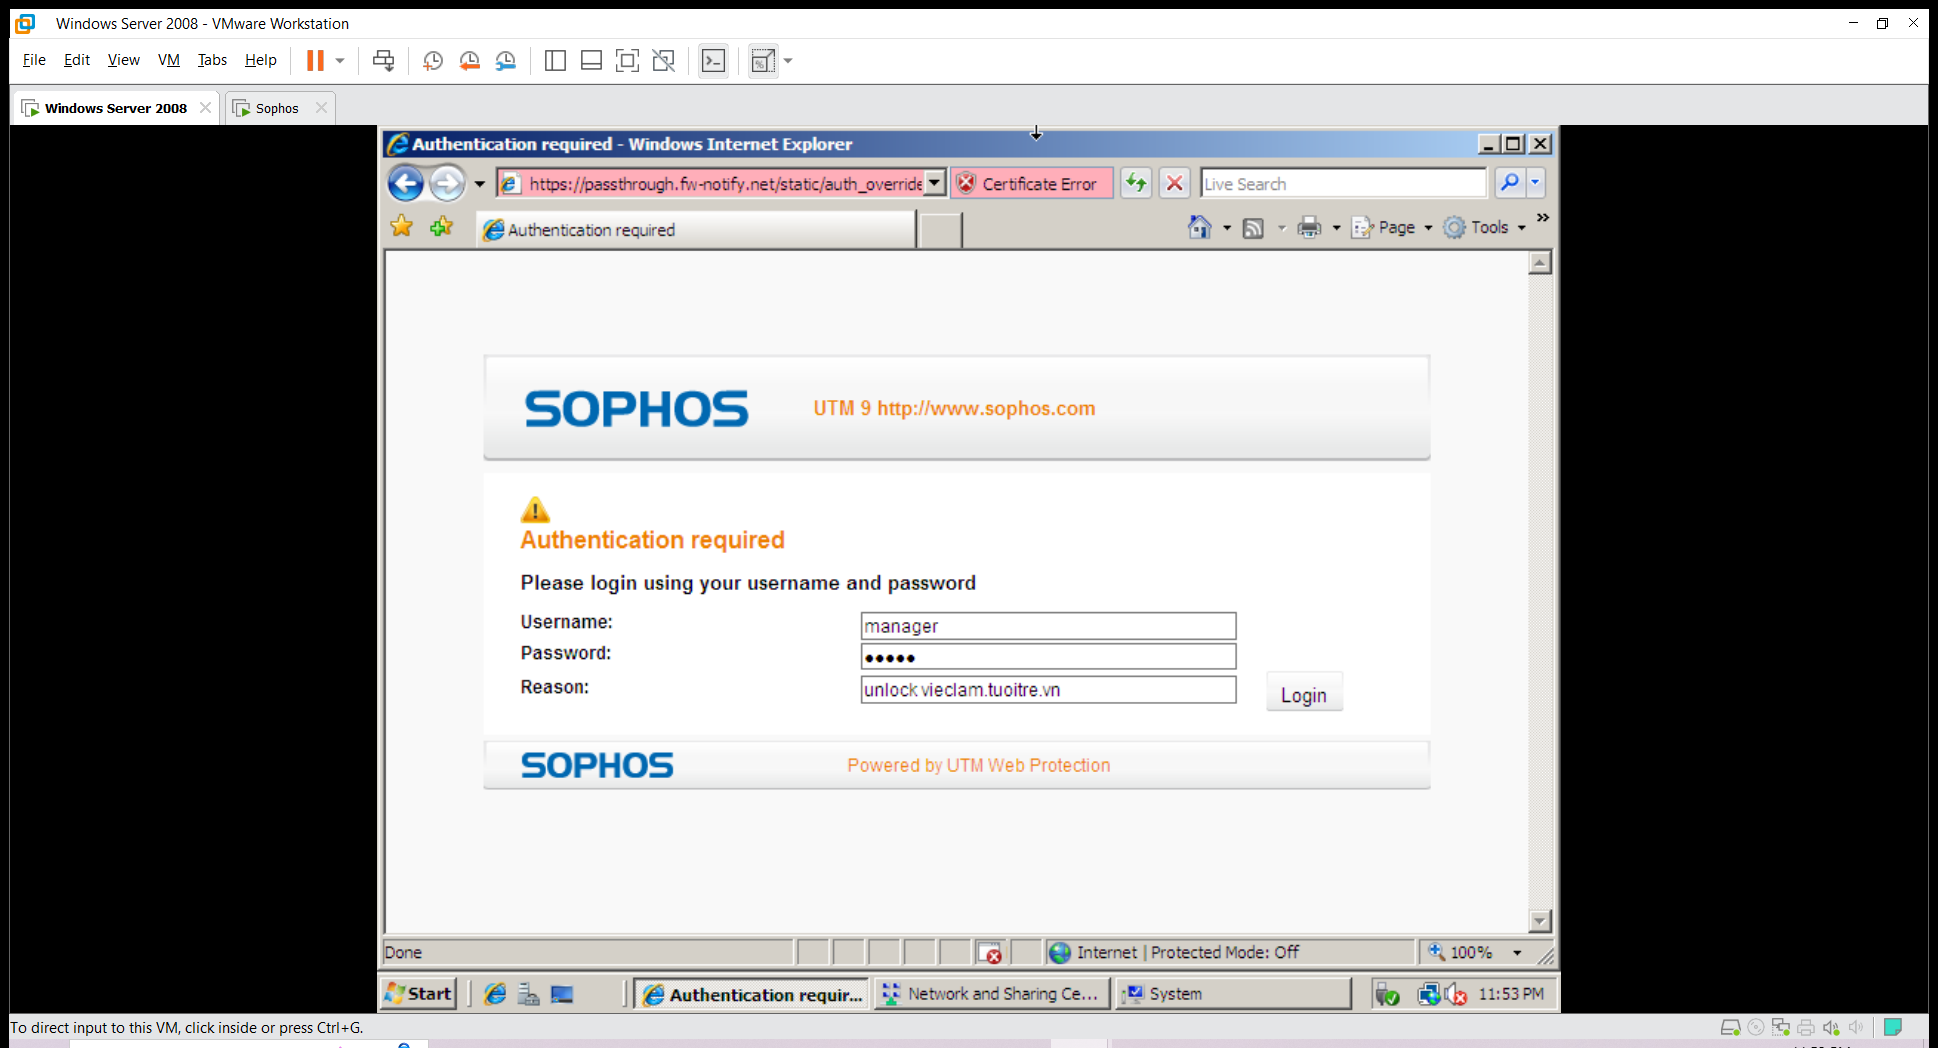 Windows Server 2008 - VMware Workstation
File Edit View VM Tabs Help
Windows Server 2008
Sophos
Authentication required - Windows Internet Explorer
https://passthrough.fw-notify.net/static/auth_override
Certificate Error
Live Search
Authentication required
Page
Tools
SOPHOS
UTM 9 http://www.sophos.com
Authentication required
Please login using your username and password
Username:
manager
Password:
●●●●●
Reason:
unlock vieclam.tuoitre.vn
Login
SOPHOS
Powered by UTM Web Protection
Done
Internet | Protected Mode: Off
100%
Start
Authentication requir...
Network and Sharing Ce...
System
11:53 PM
To direct input to this VM, click inside or press Ctrl+G.